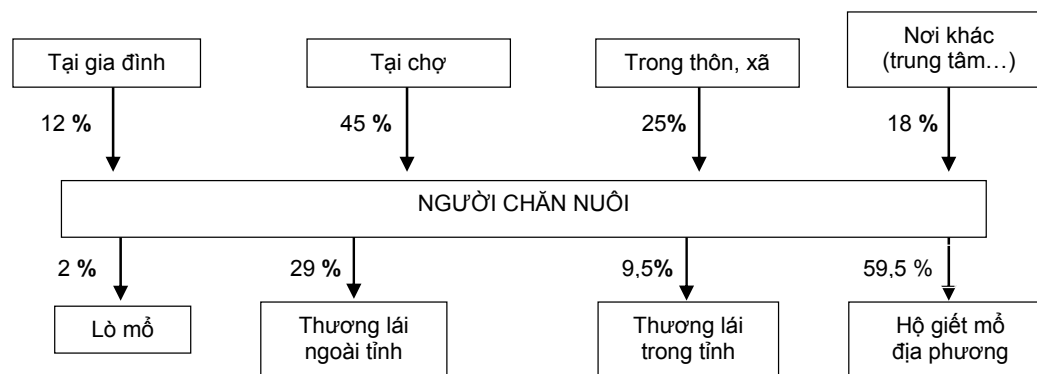 Tại gia đình
Tại chợ
Trong thôn, xã
Nơi khác
(trung tâm…)
12 %
45 %
25%
18 %
NGƯỜI CHĂN NUÔI
2 %
29 %
9,5%
59,5 %
Lò mổ
Thương lái
ngoài tỉnh
Thương lái
trong tỉnh
Hộ giết mổ
địa phương